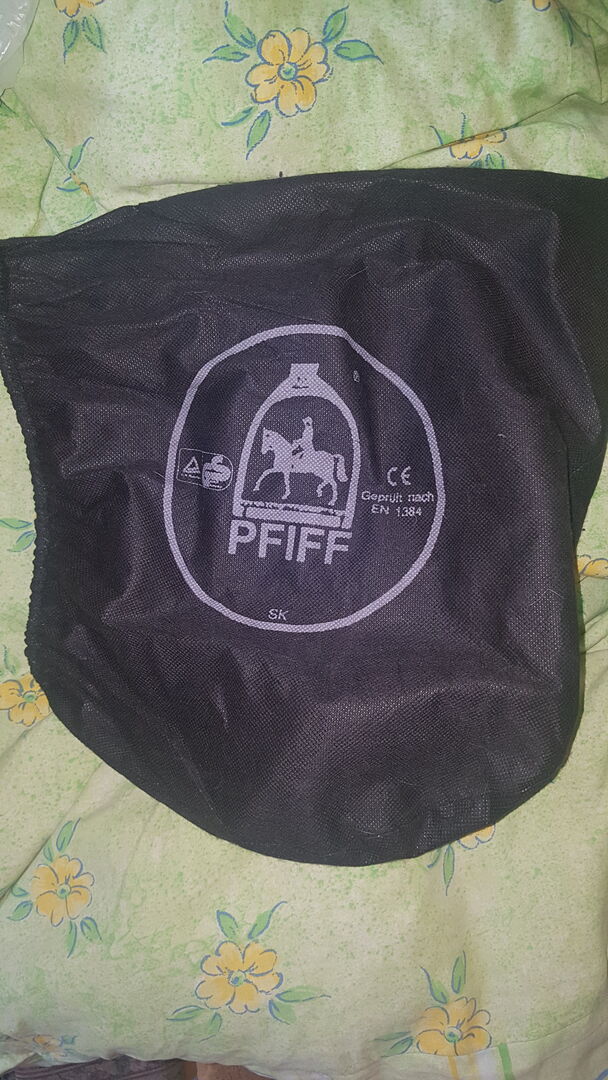 CE
Geprüft nach
EN 1384
PFIFF
SK